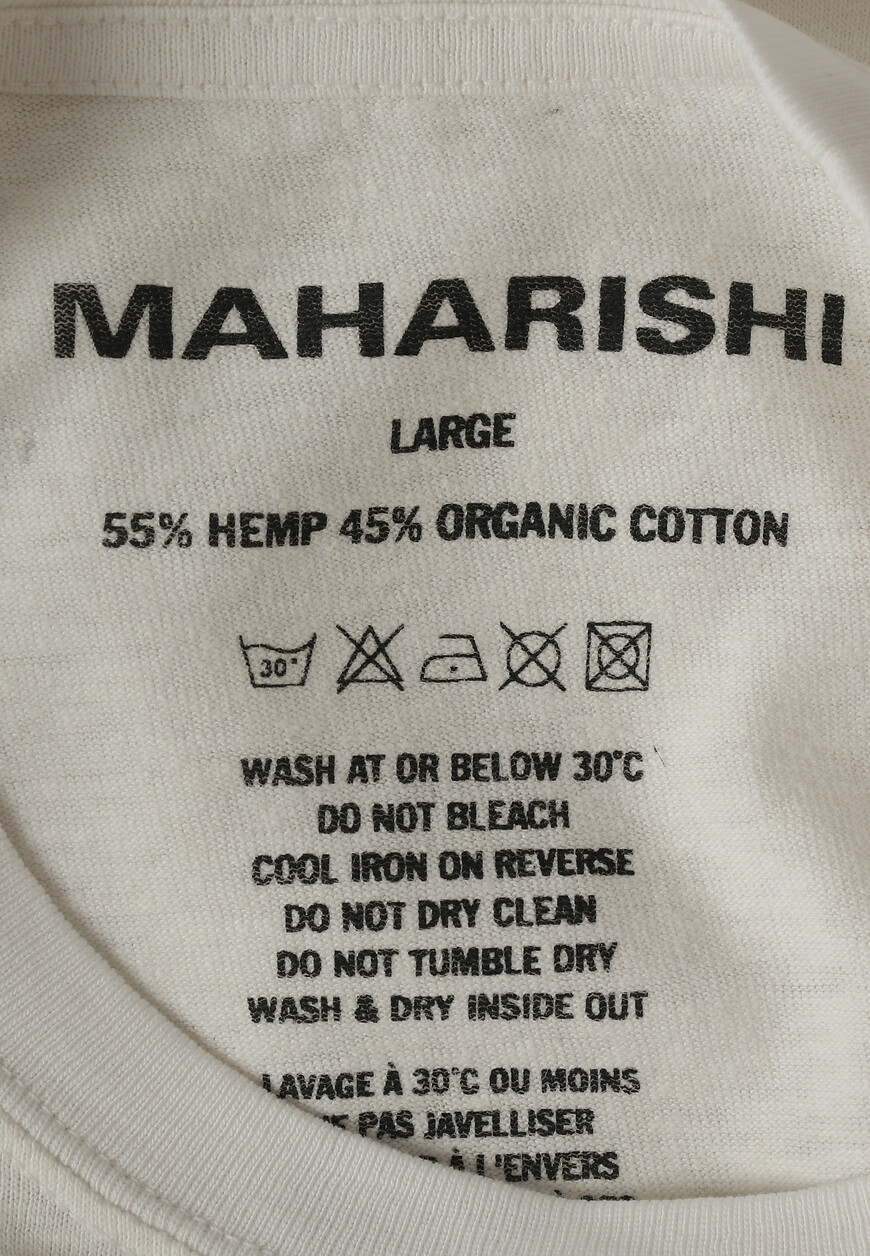 MAHARISHI
LARGE
55% HEMP 45% ORGANIC COTTON
30°
WASH AT OR BELOW 30°C
DO NOT BLEACH
COOL IRON ON REVERSE
DO NOT DRY CLEAN
DO NOT TUMBLE DRY
WASH & DRY INSIDE OUT
LAVAGE À 30°C OU MOINS
PAS JAVELLISER
À L'ENVERS